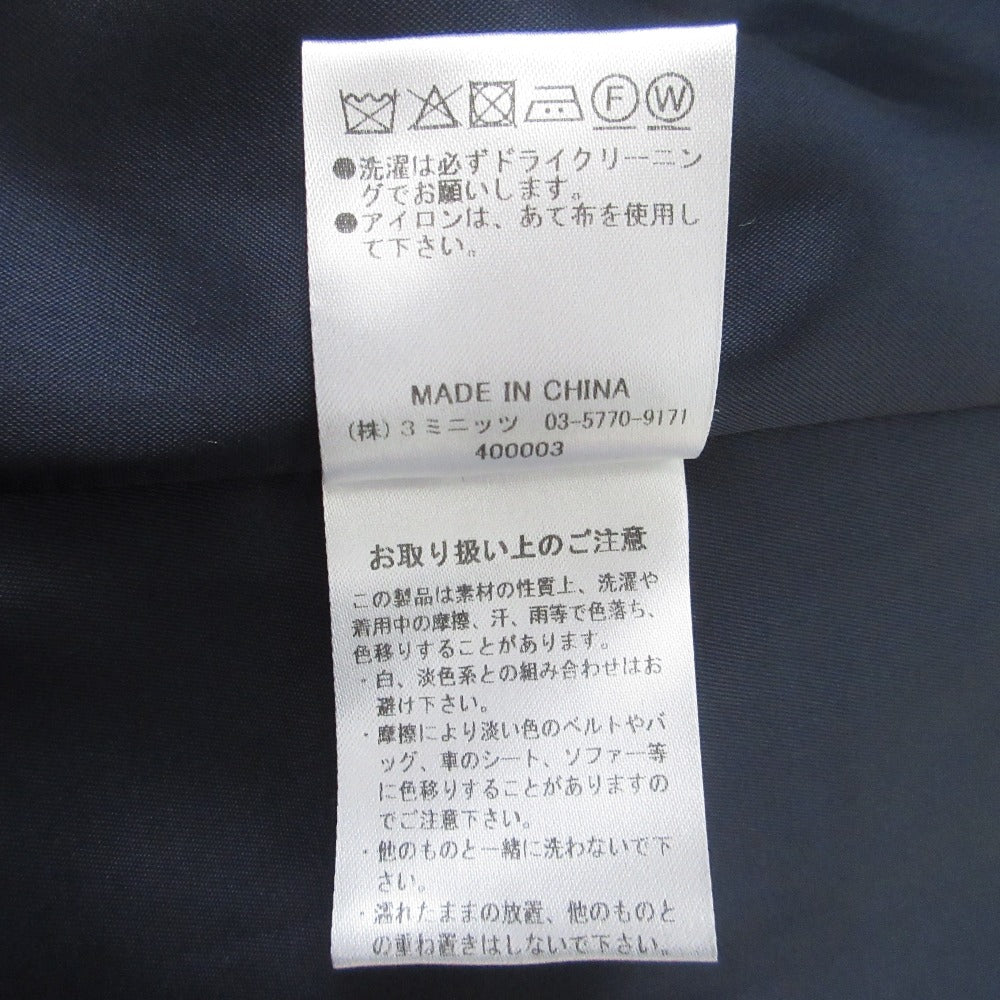 F W
●洗濯は必ずドライクリーニン
グでお願いします。
●アイロンは、あて布を使用し
て下さい。
MADE IN CHINA
(株)3ミニッツ 03-5770-9171
400003
お取り扱い上のご注意
この製品は素材の性質上、洗濯や
着用中の摩擦、汗、雨等で色落ち、
色移りすることがあります。
・白、淡色系との組み合わせはお
避け下さい。
・摩擦により淡い色のベルトやバ
ッグ、車のシート、ソファー等
に色移りすることがありますの
でご注意下さい。
・他のものと一緒に洗わないで下
さい。
・濡れたままの放置、他のものと
の重ね置きはしないで下さい。